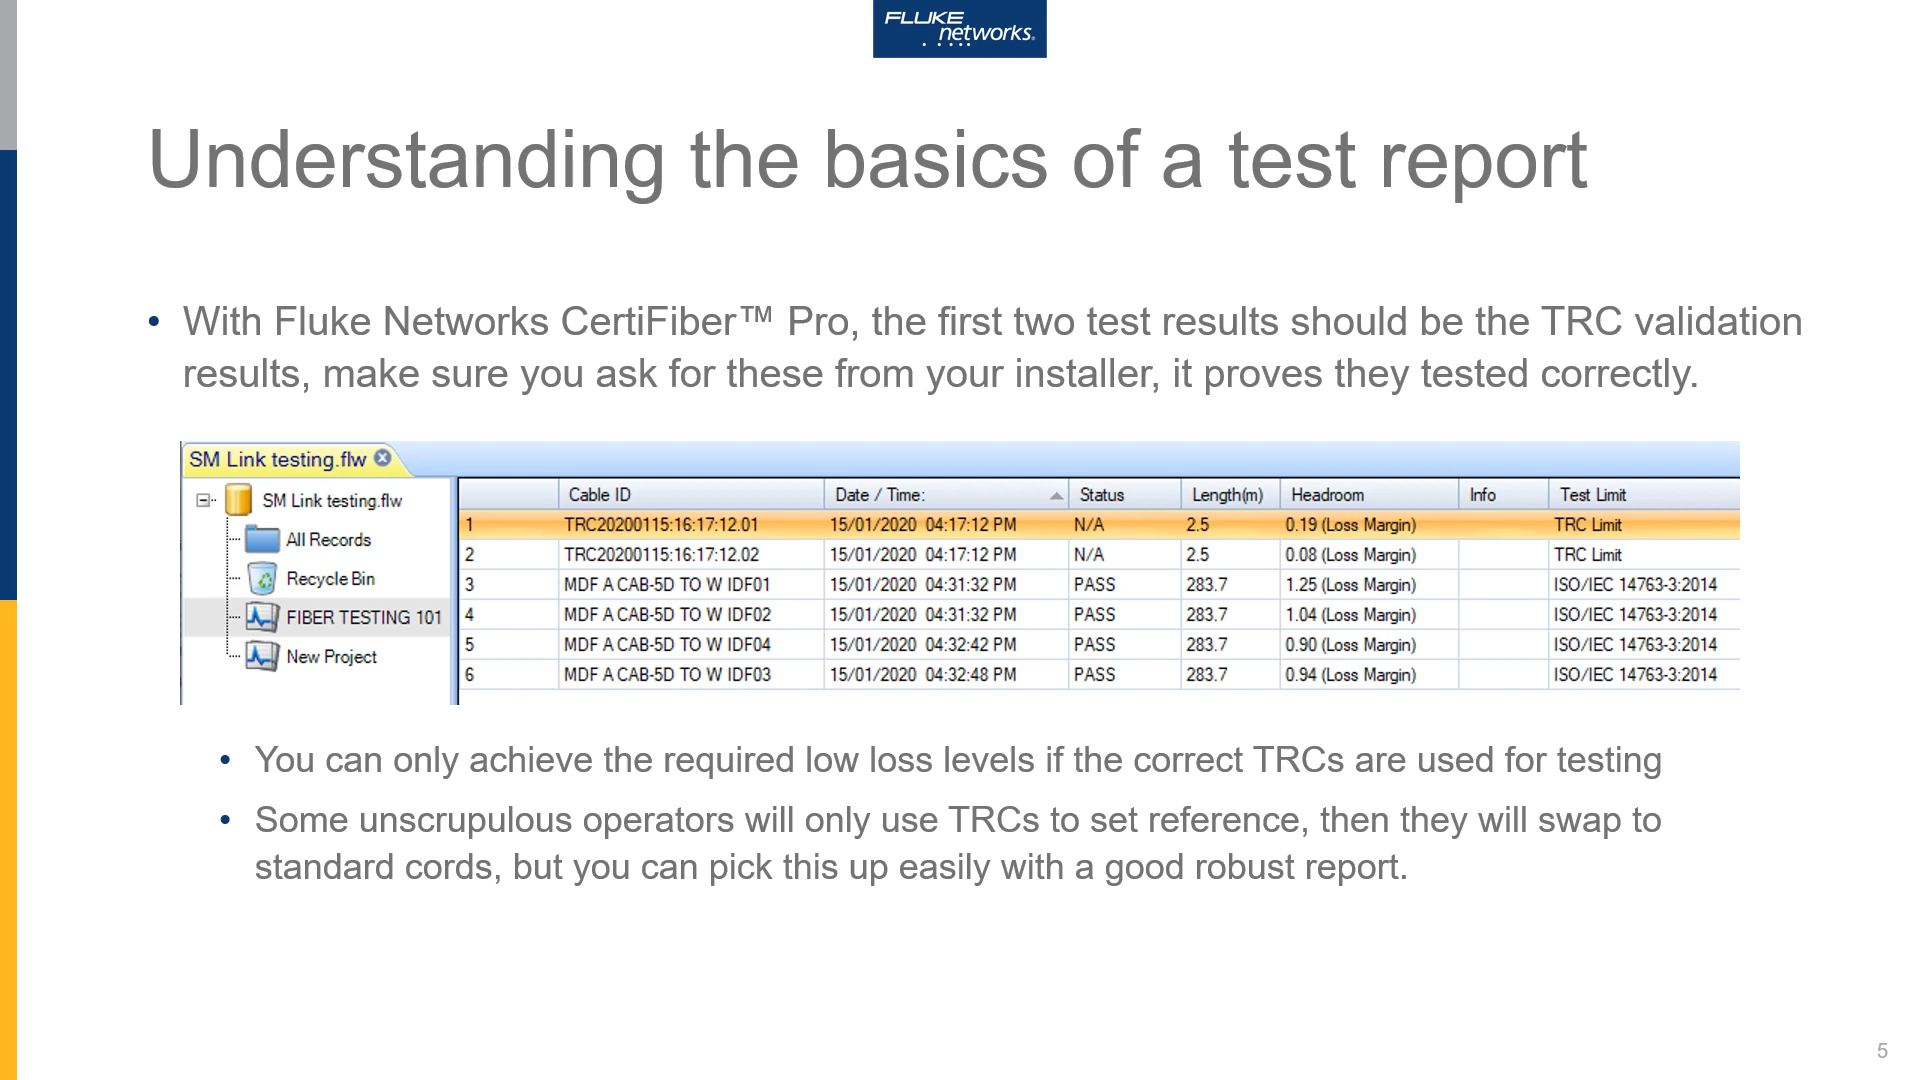 FLUKE
networks®
Understanding the basics of a test report
• With Fluke Networks CertiFiber™ Pro, the first two test results should be the TRC validation
results, make sure you ask for these from your installer, it proves they tested correctly.
SM Link testing.flw
SM Link testing.flw
All Records
Recycle Bin
FIBER TESTING 101
New Project
Cable ID Date / Time: Status Length(m) Headroom Info Test Limit
1 TRC20200115:16:17:12.01 15/01/2020 04:17:12 PM N/A 2.5 0.19 (Loss Margin) TRC Limit
2 TRC20200115:16:17:12.02 15/01/2020 04:17:12 PM N/A 2.5 0.08 (Loss Margin) TRC Limit
3 MDF A CAB-5D TO W IDF01 15/01/2020 04:31:32 PM PASS 283.7 1.25 (Loss Margin) ISO/IEC 14763-3:2014
4 MDF A CAB-5D TO W IDF02 15/01/2020 04:31:32 PM PASS 283.7 1.04 (Loss Margin) ISO/IEC 14763-3:2014
5 MDF A CAB-5D TO W IDF04 15/01/2020 04:32:42 PM PASS 283.7 0.90 (Loss Margin) ISO/IEC 14763-3:2014
6 MDF A CAB-5D TO W IDF03 15/01/2020 04:32:48 PM PASS 283.7 0.94 (Loss Margin) ISO/IEC 14763-3:2014
• You can only achieve the required low loss levels if the correct TRCs are used for testing
• Some unscrupulous operators will only use TRCs to set reference, then they will swap to
standard cords, but you can pick this up easily with a good robust report.
5